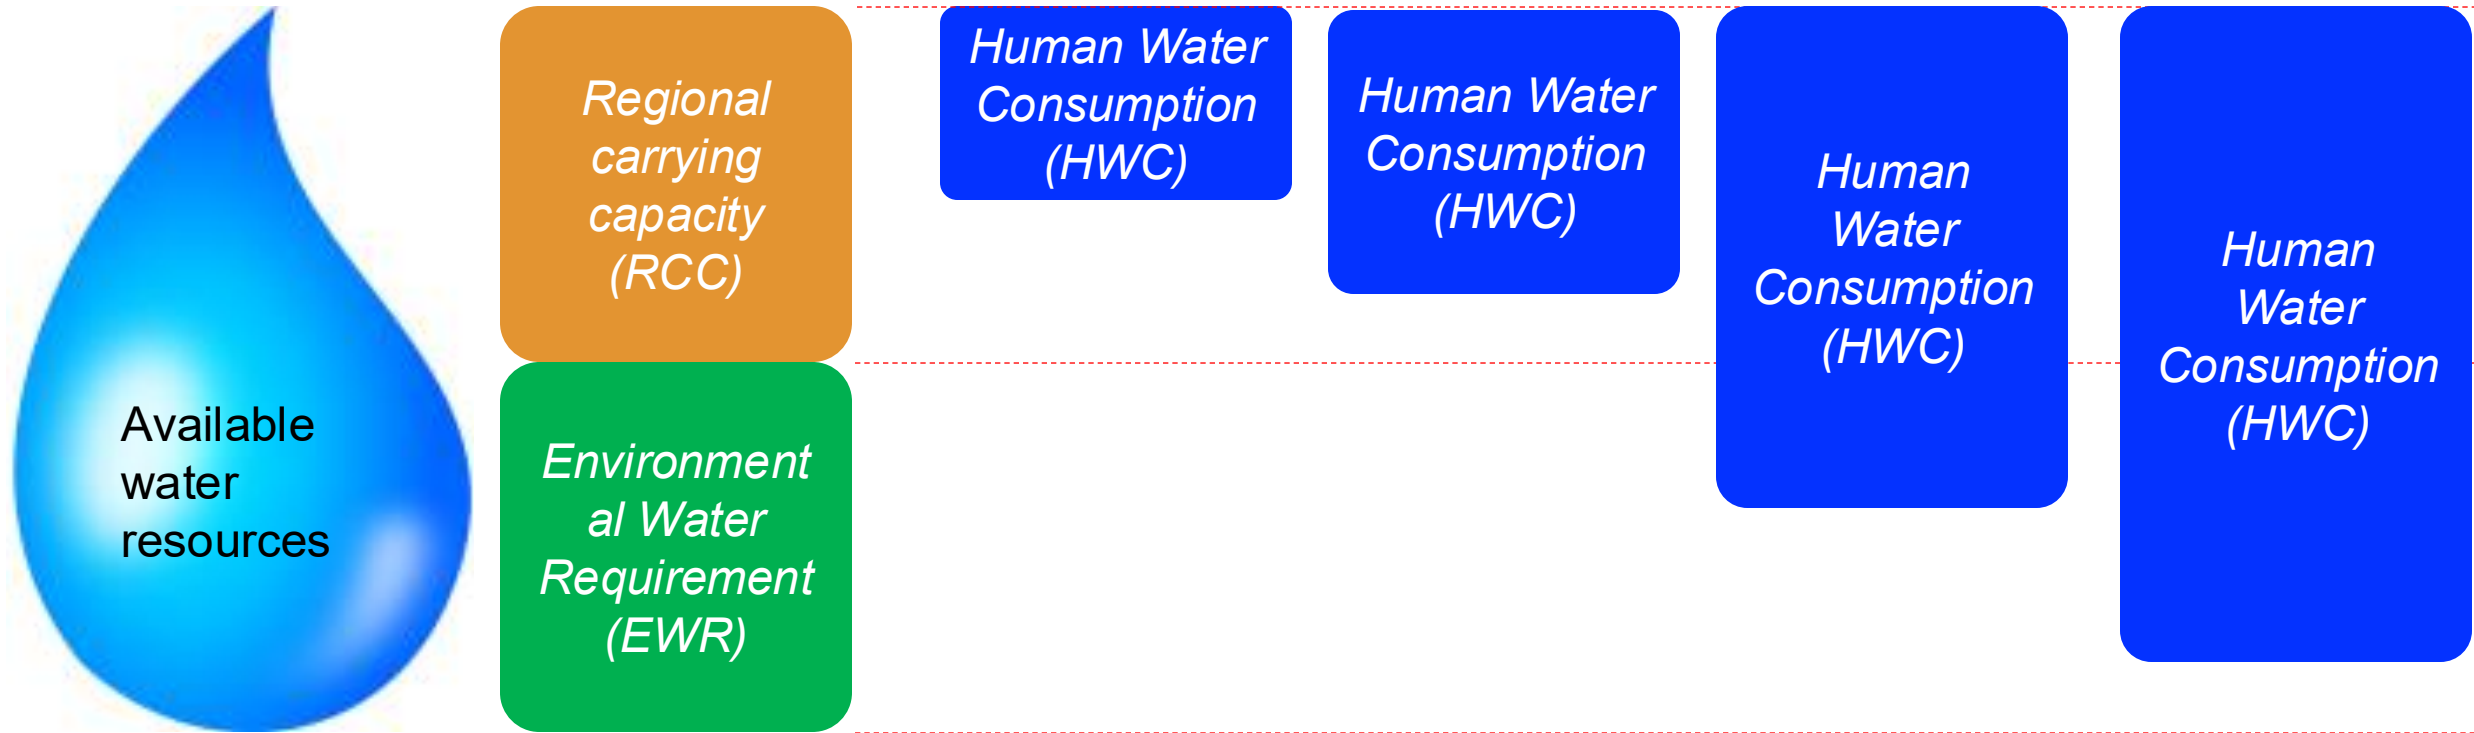 Available
water
resources
Regional
carrying
capacity
(RCC)
Environment
al Water
Requirement
(EWR)
Human Water
Consumption
(HWC)
Human Water
Consumption
(HWC)
Human
Water
Consumption
(HWC)
Human
Water
Consumption
(HWC)